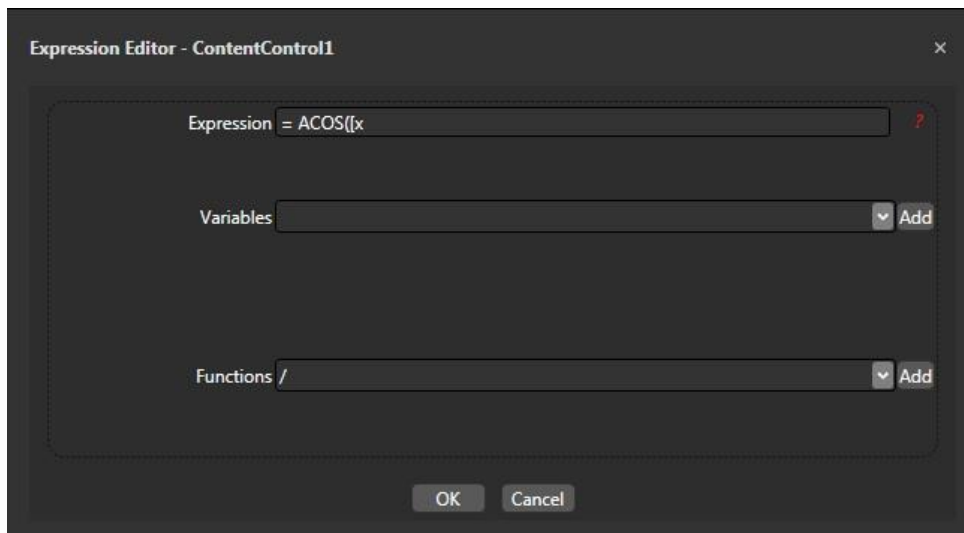 Expression Editor - ContentControl1 ×
Expression = ACOS([x ?
Variables Add
Functions / Add
OK Cancel